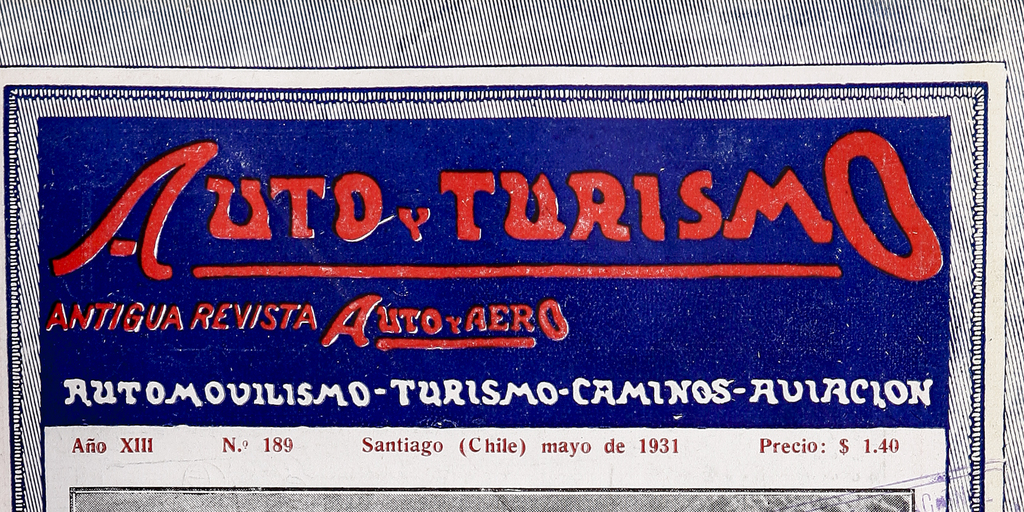 AUTO Y TURISMO
ANTIGUA REVISTA AUTO Y AERO
AUTOMOVILISMO-TURISMO-CAMINOS-AVIACION
Año XIII N.º 189 Santiago (Chile) mayo de 1931 Precio: $ 1.40